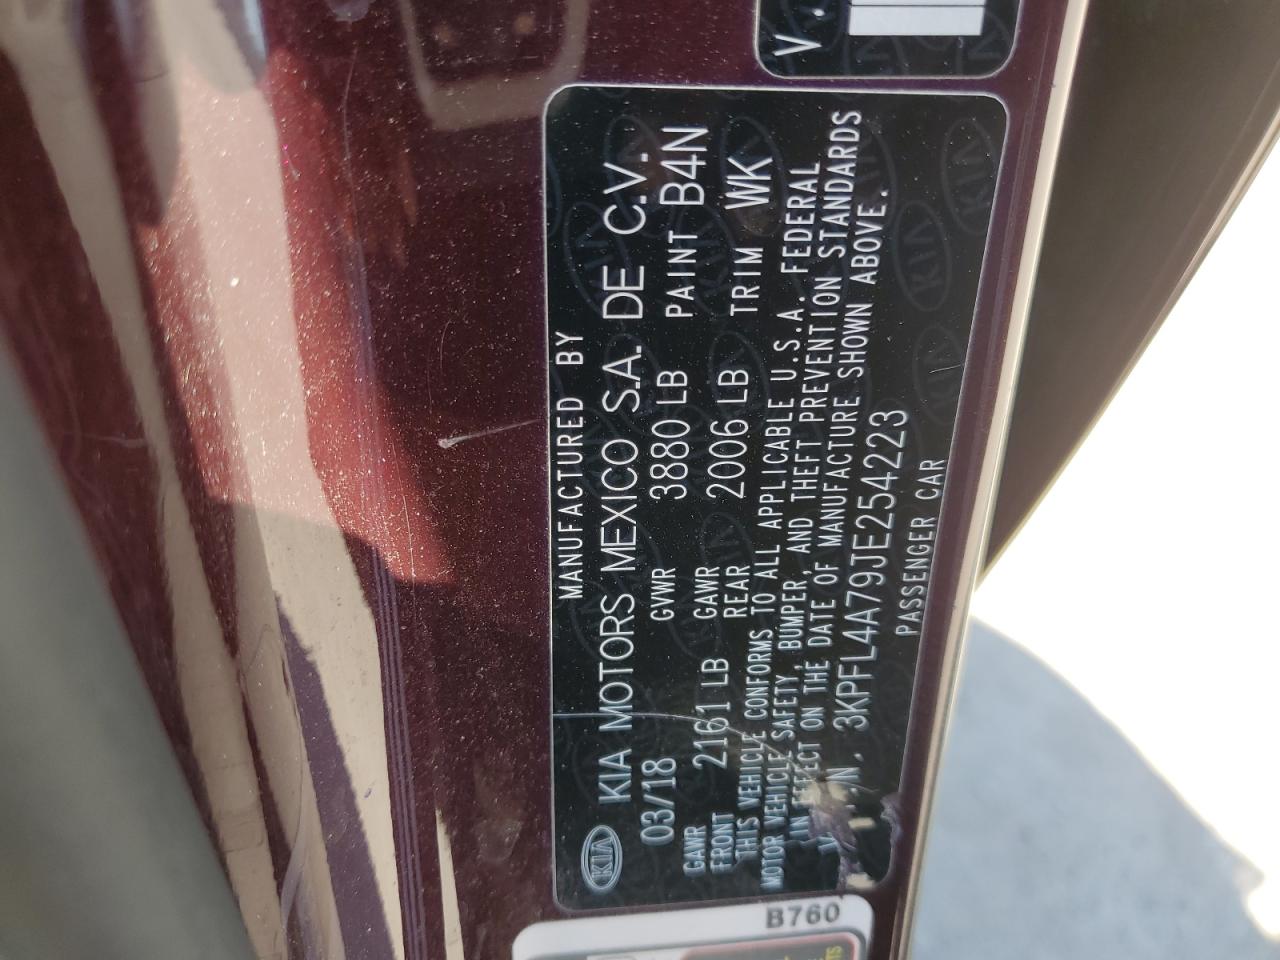 MANUFACTURED BY
KIA KIA MOTORS MEXICO S.A. DE C.V.
03/18 GVWR 3880 LB PAINT B4N
GAWR FRONT 2161 LB GAWR REAR 2006 LB TRIM WK
THIS VEHICLE CONFORMS TO ALL APPLICABLE U.S.A. FEDERAL
MOTOR VEHICLE SAFETY, BUMPER, AND THEFT PREVENTION STANDARDS
IN EFFECT ON THE DATE OF MANUFACTURE SHOWN ABOVE.
V.I.N. 3KPFL4A79JE254223
PASSENGER CAR
B760